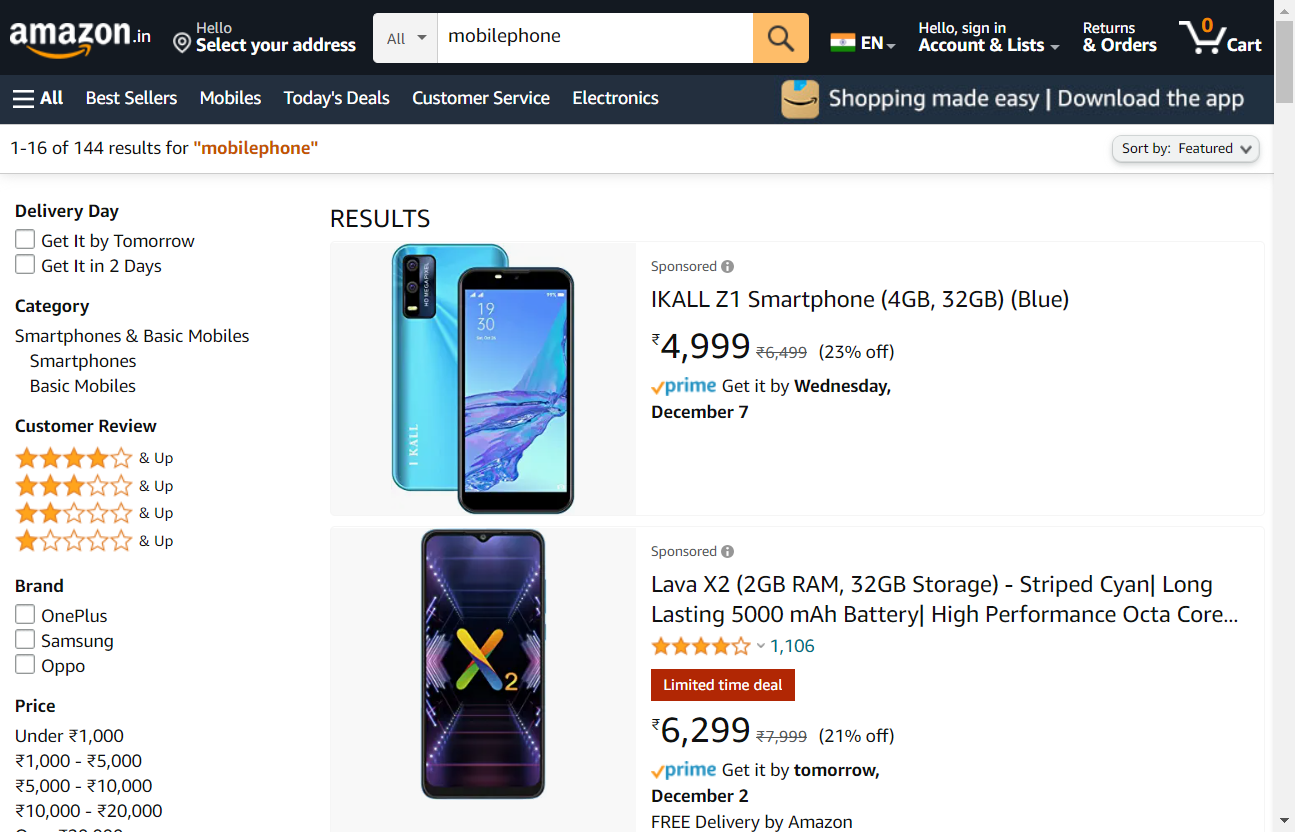 amazon.in
Hello
Select your address
All
mobilephone
EN
Hello, sign in
Account & Lists
Returns
& Orders
0
Cart
All
Best Sellers
Mobiles
Today's Deals
Customer Service
Electronics
Shopping made easy | Download the app
1-16 of 144 results for "mobilephone"
Sort by: Featured
Delivery Day
Get It by Tomorrow
Get It in 2 Days
Category
Smartphones & Basic Mobiles
Smartphones
Basic Mobiles
Customer Review
& Up
& Up
& Up
& Up
Brand
OnePlus
Samsung
Oppo
Price
Under ₹1,000
₹1,000 - ₹5,000
₹5,000 - ₹10,000
₹10,000 - ₹20,000
RESULTS
HD MEGA PIXEL
I KALL
19
30
Sponsored
IKALL Z1 Smartphone (4GB, 32GB) (Blue)
₹4,999 ₹6,499 (23% off)
prime Get it by Wednesday,
December 7
X2
Sponsored
Lava X2 (2GB RAM, 32GB Storage) - Striped Cyan| Long
Lasting 5000 mAh Battery| High Performance Octa Core...
1,106
Limited time deal
₹6,299 ₹7,999 (21% off)
prime Get it by tomorrow,
December 2
FREE Delivery by Amazon